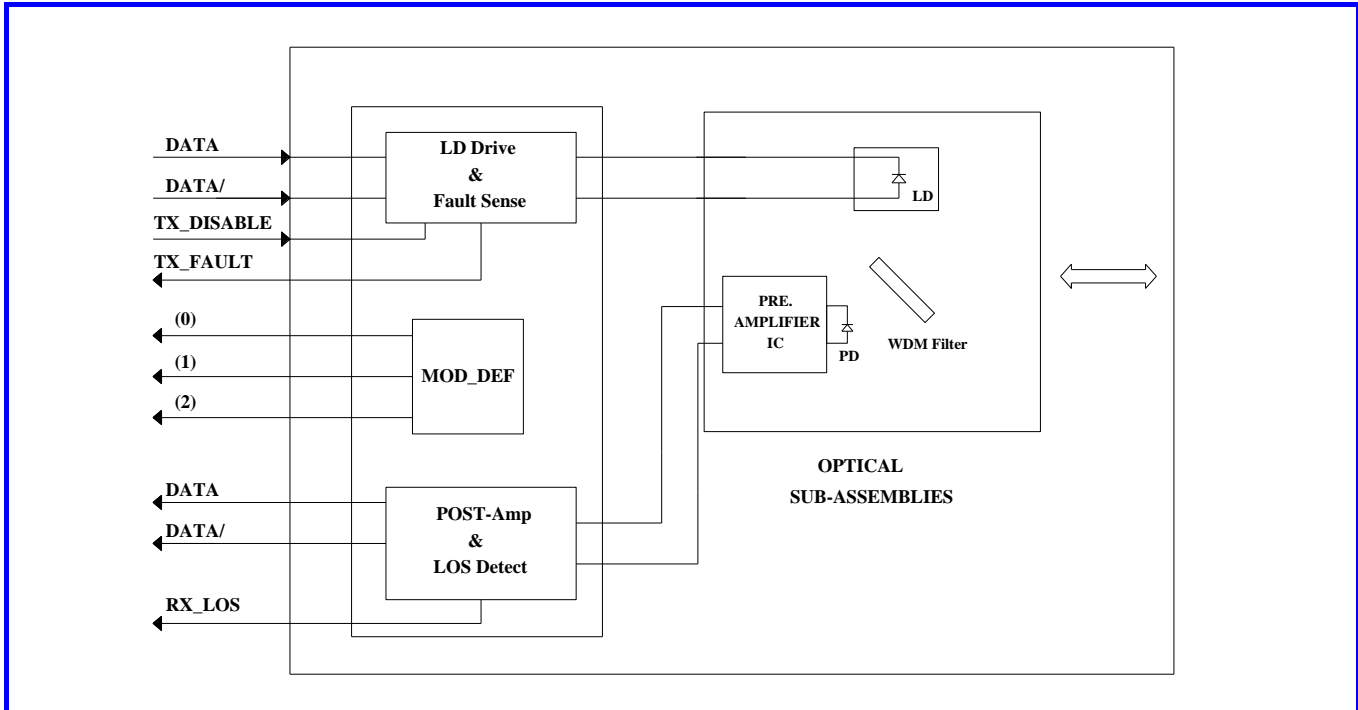 DATA
DATA/
TX_DISABLE
TX_FAULT
LD Drive
&
Fault Sense
LD
(0)
(1)
(2)
MOD_DEF
PRE.
AMPLIFIER
IC
PD
WDM Filter
OPTICAL
SUB-ASSEMBLIES
DATA
DATA/
RX_LOS
POST-Amp
&
LOS Detect